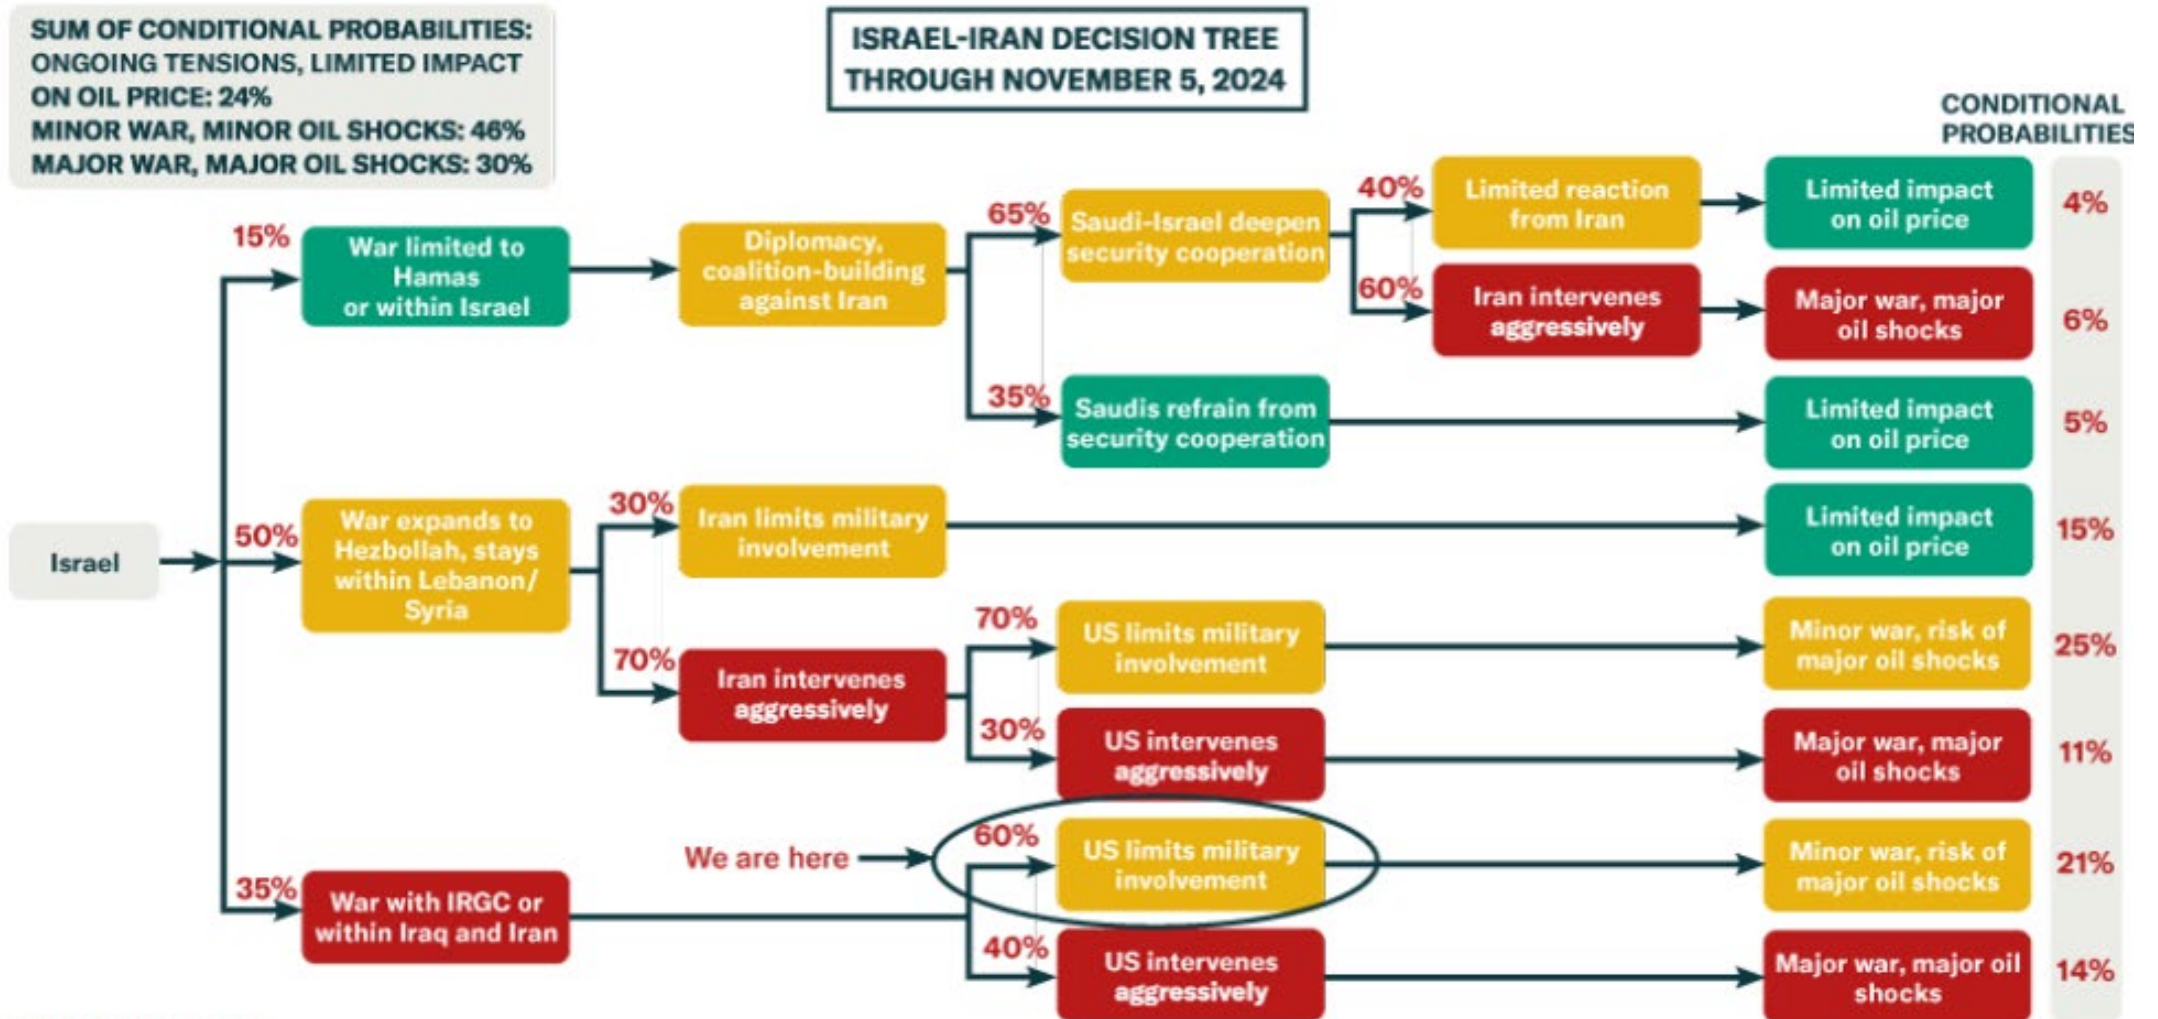 SUM OF CONDITIONAL PROBABILITIES:
ONGOING TENSIONS, LIMITED IMPACT
ON OIL PRICE: 24%
MINOR WAR, MINOR OIL SHOCKS: 46%
MAJOR WAR, MAJOR OIL SHOCKS: 30%
ISRAEL-IRAN DECISION TREE
THROUGH NOVEMBER 5, 2024
CONDITIONAL
PROBABILITIES
Israel
15%
War limited to
Hamas
or within Israel
Diplomacy,
coalition-building
against Iran
65%
Saudi-Israel deepen
security cooperation
40%
Limited reaction
from Iran
Limited impact
on oil price
4%
60%
Iran intervenes
aggressively
Major war, major
oil shocks
6%
35%
Saudis refrain from
security cooperation
Limited impact
on oil price
5%
50%
War expands to
Hezbollah, stays
within Lebanon/
Syria
30%
Iran limits military
involvement
Limited impact
on oil price
15%
70%
Iran intervenes
aggressively
70%
US limits military
involvement
Minor war, risk of
major oil shocks
25%
30%
US intervenes
aggressively
Major war, major
oil shocks
11%
35%
War with IRGC or
within Iraq and Iran
We are here
60%
US limits military
involvement
Minor war, risk of
major oil shocks
21%
40%
US intervenes
aggressively
Major war, major oil
shocks
14%